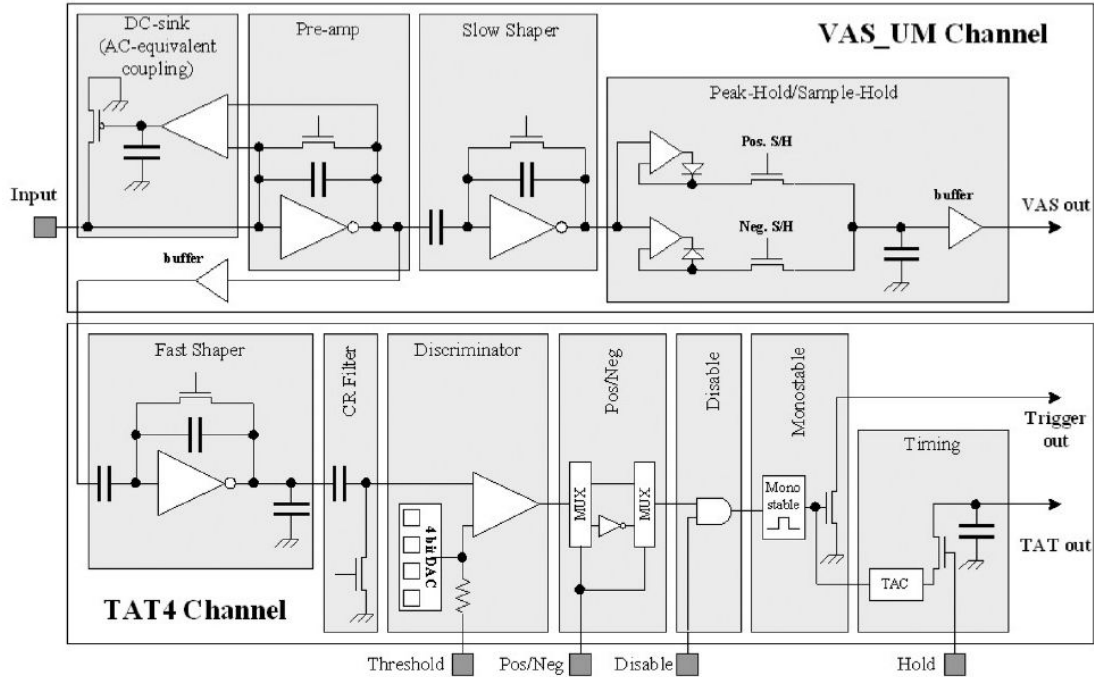 DC-sink
(AC-equivalent
coupling)
Pre-amp
Slow Shaper
VAS_UM Channel
Peak-Hold/Sample-Hold
Pos. S/H
Input
buffer
VAS out
Neg. S/H
buffer
Fast Shaper
CR Filter
Discriminator
Pos/Neg
Disable
Monostable
Trigger
out
Timing
MUX
MUX
Mono
stable
4 bit DAC
TAT out
TAC
TAT4 Channel
Threshold
Pos/Neg
Disable
Hold